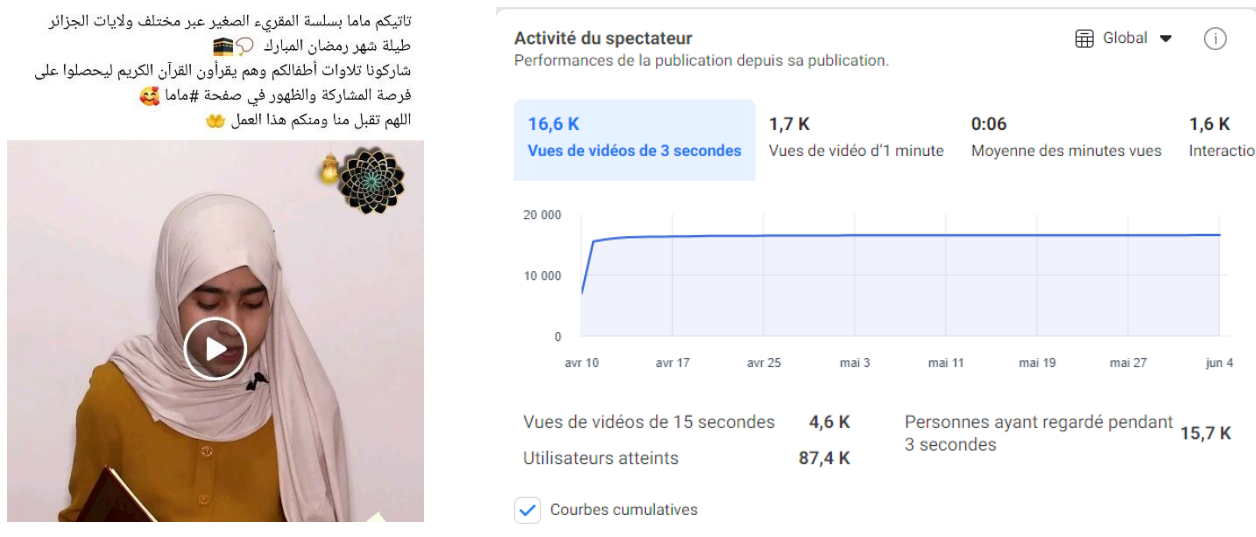 تاتيكم ماما بسلسة المقريء الصغير عبر مختلف ولايات الجزائر
طيلة شهر رمضان المبارك 📿🕋
شاركونا تلاوات أطفالكم وهم يقرأون القرآن الكريم ليحصلوا على
فرصة المشاركة والظهور في صفحة #ماما 🥰
اللهم تقبل منا ومنكم هذا العمل 🤲
Activité du spectateur
Global
Performances de la publication depuis sa publication.
16,6 K
Vues de vidéos de 3 secondes
1,7 K
Vues de vidéo d'1 minute
0:06
Moyenne des minutes vues
1,6 K
Interactio
20 000
10 000
0
avr 10
avr 17
avr 25
mai 3
mai 11
mai 19
mai 27
jun 4
Vues de vidéos de 15 secondes 4,6 K
Utilisateurs atteints 87,4 K
Personnes ayant regardé pendant
3 secondes
15,7 K
Courbes cumulatives